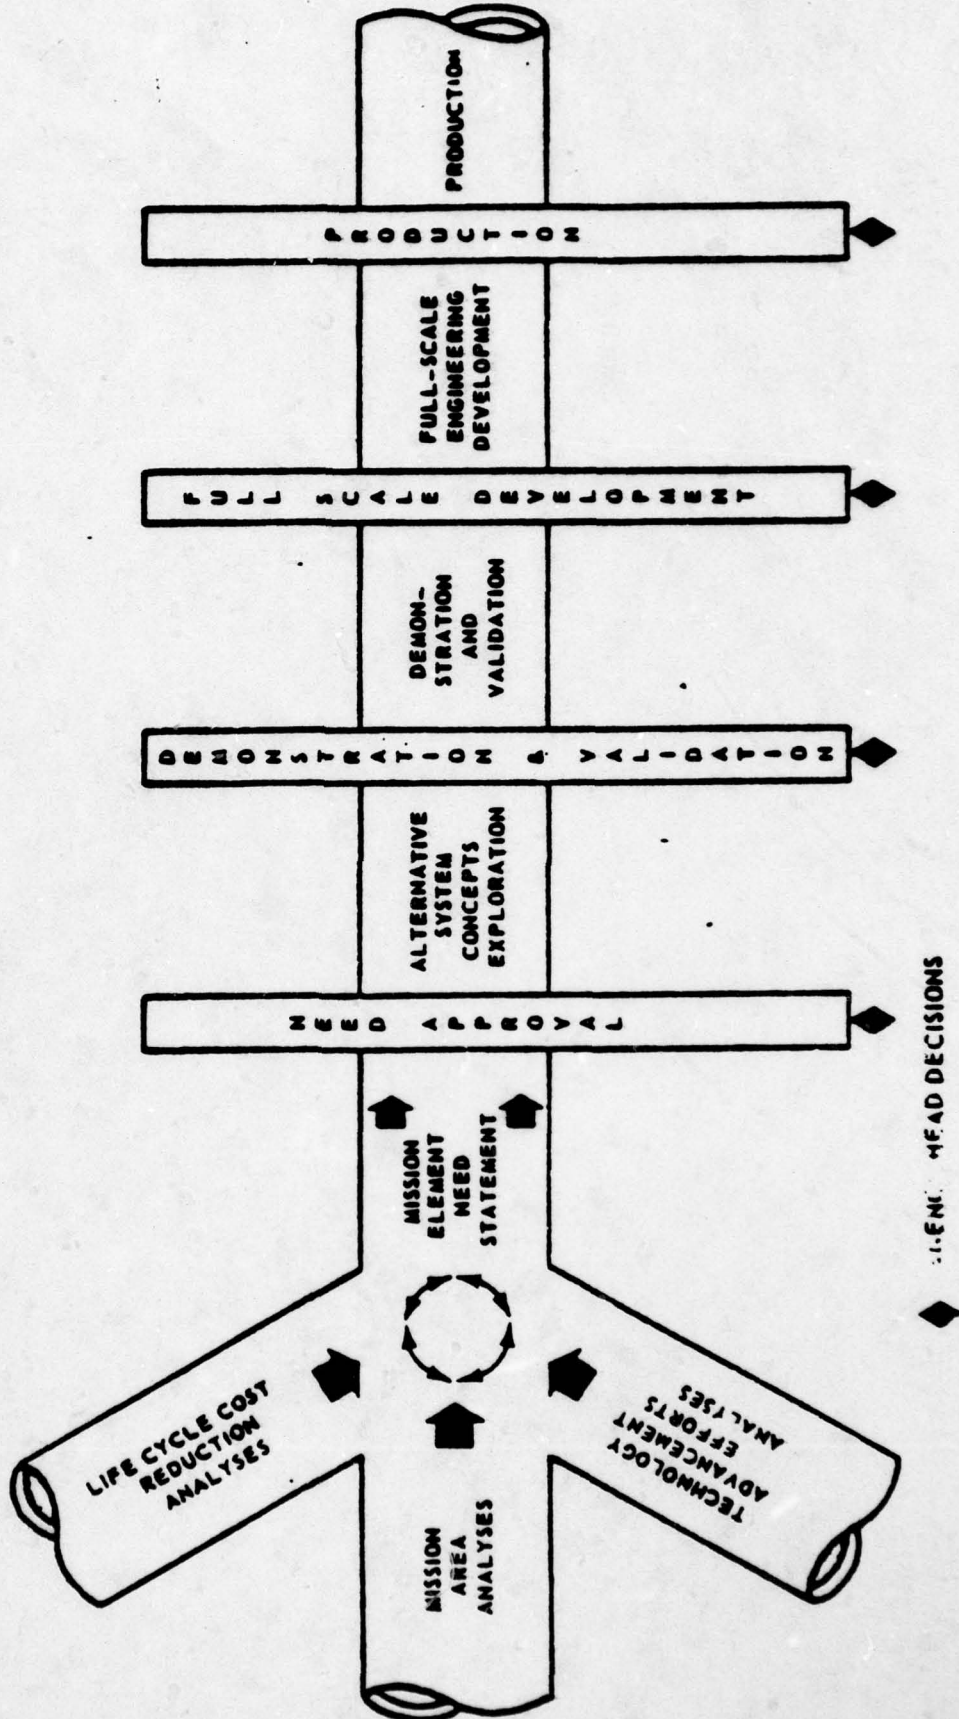 LIFE CYCLE COST
REDUCTION
ANALYSES
MISSION
AREA
ANALYSES
TECHNOLOGY
ADVANCEMENT
EFFORTS
ANALYSES
MISSION
ELEMENT
NEED
STATEMENT
NEED APPROVAL
ALTERNATIVE
SYSTEM
CONCEPTS
EXPLORATION
DEMONSTRATION & VALIDATION
DEMON-
STRATION
AND
VALIDATION
FULL SCALE DEVELOPMENT
FULL-SCALE
ENGINEERING
DEVELOPMENT
PRODUCTION
PRODUCTION
HEAD DECISIONS